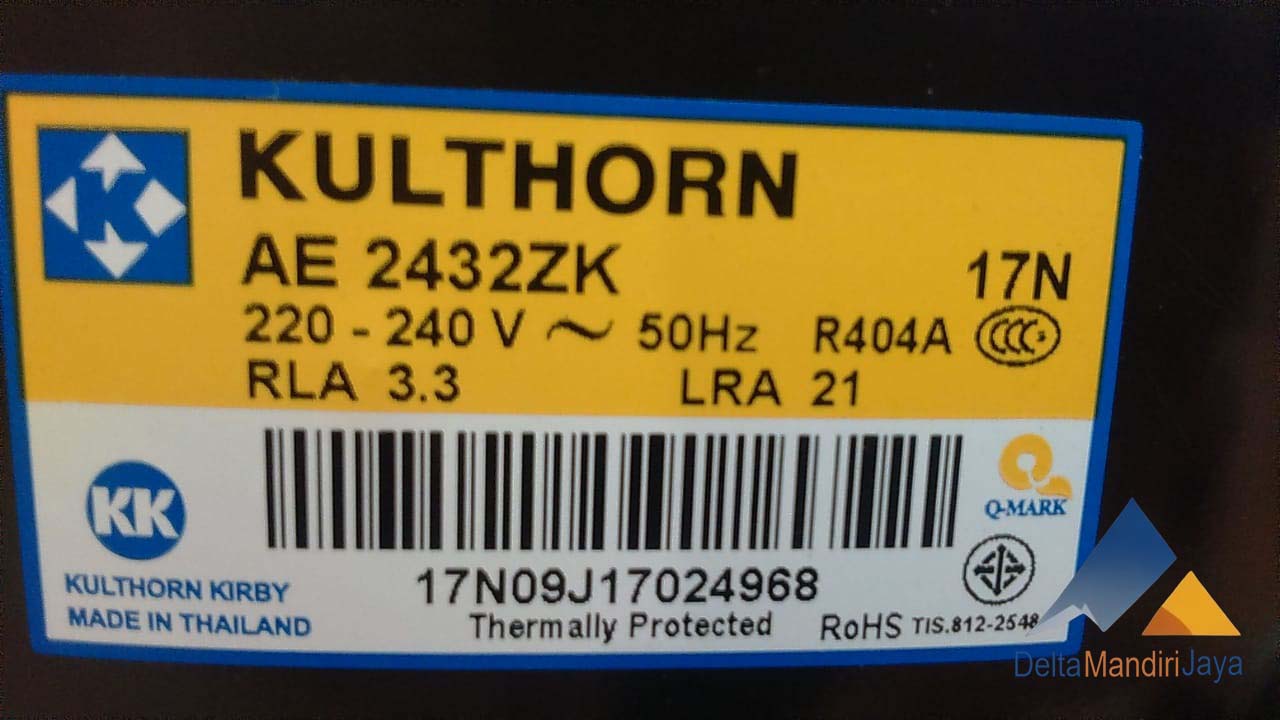 KULTHORN
AE 2432ZK 17N
220 - 240 V ~ 50Hz R404A
RLA 3.3 LRA 21
KK
Q-MARK
17N09J17024968
KULTHORN KIRBY
MADE IN THAILAND
Thermally Protected RoHS TIS.812-2548
DeltaMandiriJaya